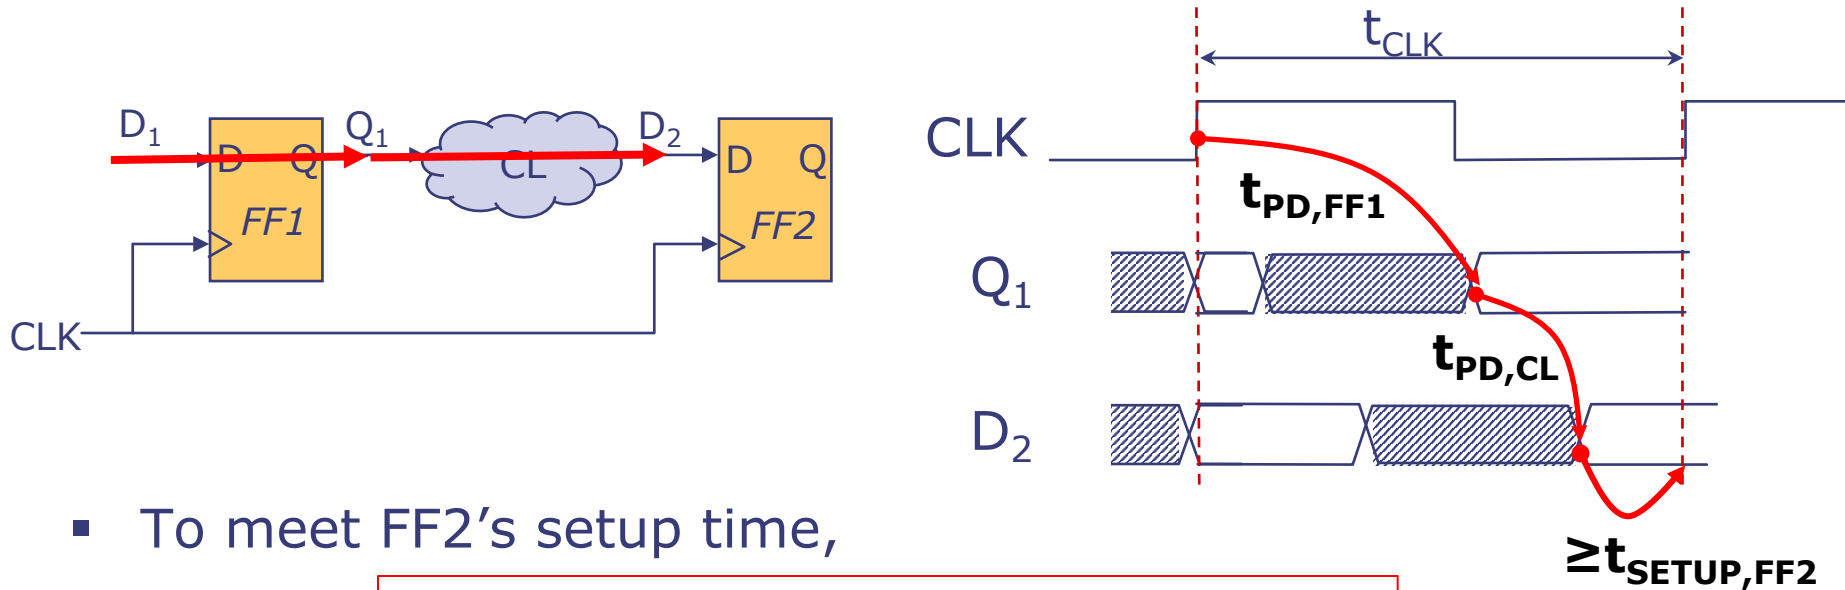 D1
Q1
D2
D Q
CL
D Q
FF1
FF2
CLK
tCLK
CLK
tPD,FF1
Q1
tPD,CL
D2
▪ To meet FF2’s setup time,
≥tSETUP,FF2